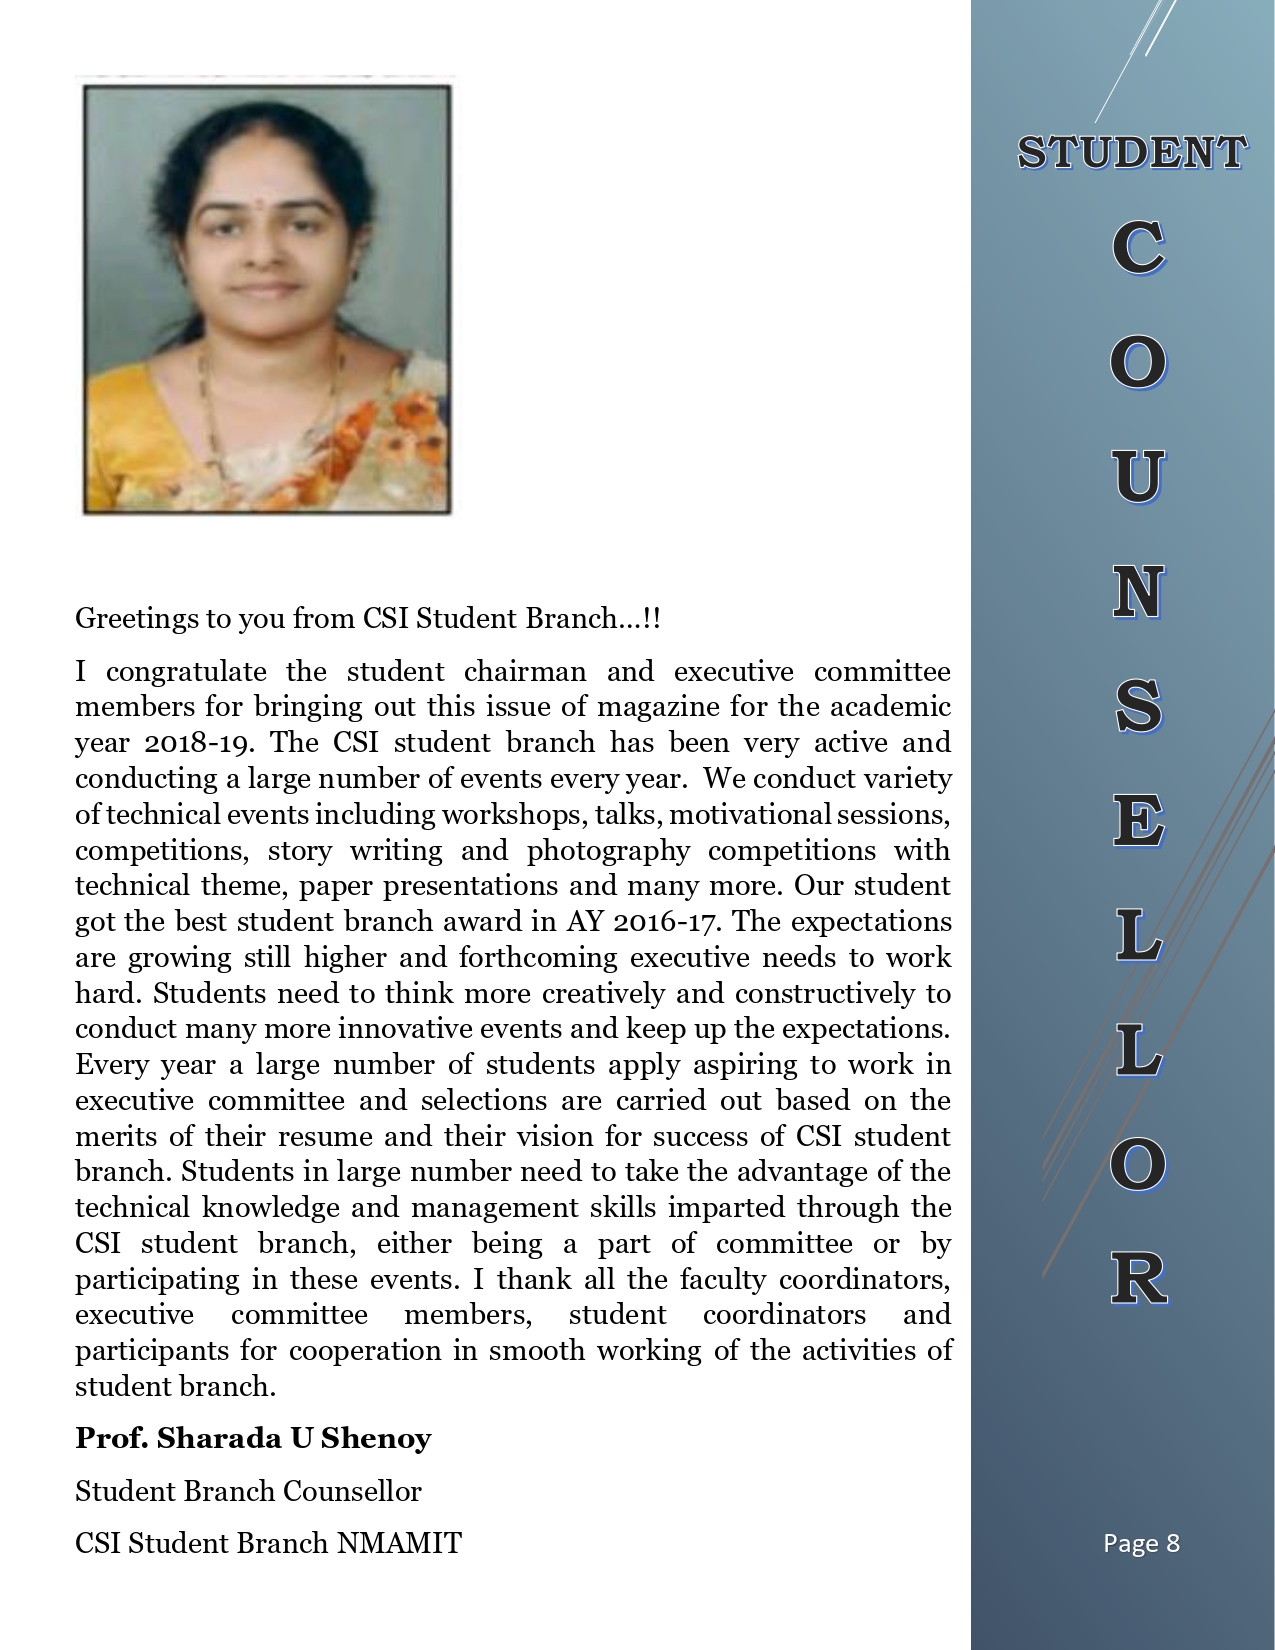 Greetings to you from CSI Student Branch...!!
I congratulate the student chairman and executive committee
members for bringing out this issue of magazine for the academic
year 2018-19. The CSI student branch has been very active and
conducting a large number of events every year.  We conduct variety
of technical events including workshops, talks, motivational sessions,
competitions, story writing and photography competitions with
technical theme, paper presentations and many more. Our student
got the best student branch award in AY 2016-17. The expectations
are growing still higher and forthcoming executive needs to work
hard. Students need to think more creatively and constructively to
conduct many more innovative events and keep up the expectations.
Every year a large number of students apply aspiring to work in
executive committee and selections are carried out based on the
merits of their resume and their vision for success of CSI student
branch. Students in large number need to take the advantage of the
technical knowledge and management skills imparted through the
CSI student branch, either being a part of committee or by
participating in these events. I thank all the faculty coordinators,
executive committee members, student coordinators and
participants for cooperation in smooth working of the activities of
student branch.
Prof. Sharada U Shenoy
Student Branch Counsellor
CSI Student Branch NMAMIT
STUDENT
C
O
U
N
S
E
L
L
O
R
Page 8